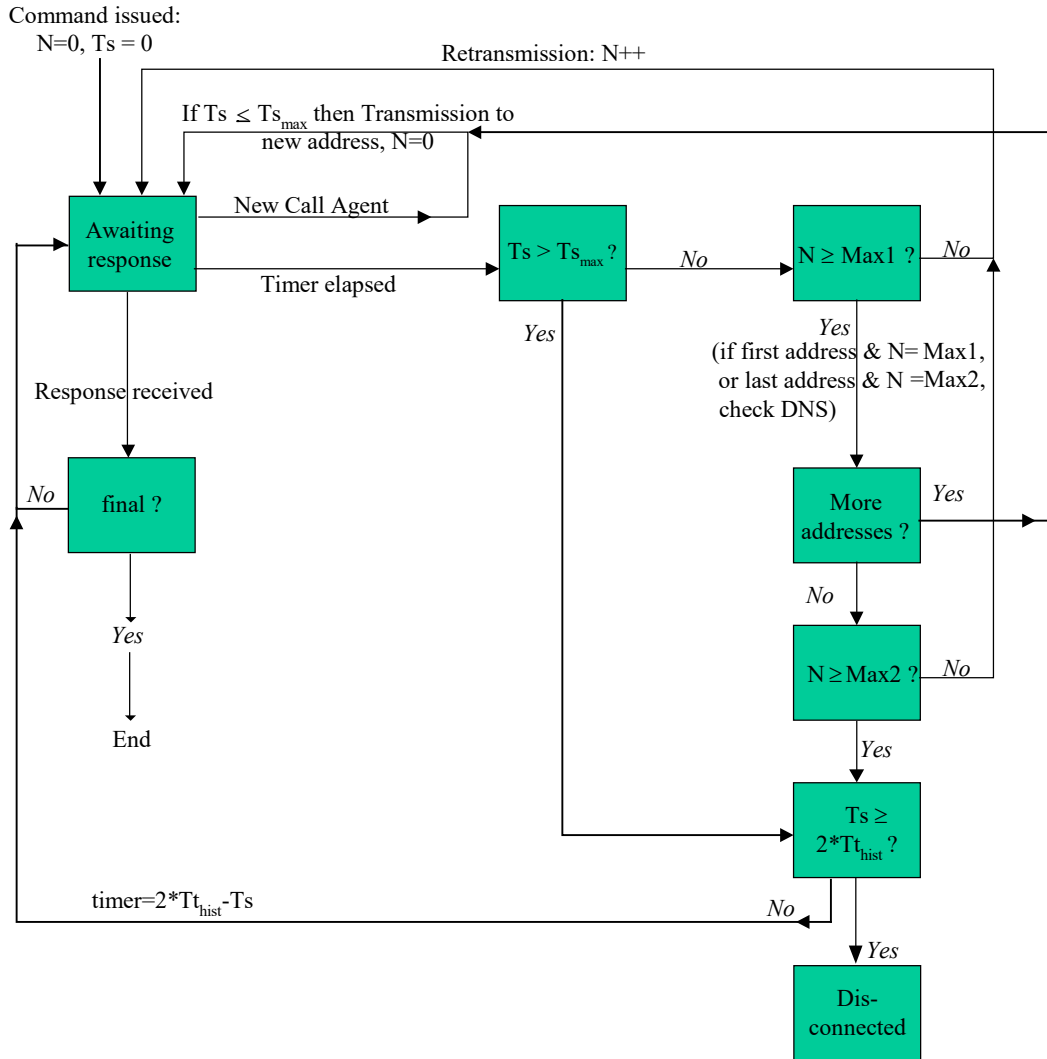 Command issued:
N=0, Ts = 0
Retransmission: N++
If Ts ≤ Tsmax then Transmission to
new address, N=0
New Call Agent
Awaiting
response
Timer elapsed
Ts > Tsmax ?
No
N ≥ Max1 ?
No
Yes
Yes
(if first address & N= Max1,
or last address & N =Max2,
check DNS)
Response received
final ?
No
More
addresses ?
Yes
No
Yes
End
N ≥ Max2 ?
No
Yes
Ts ≥
2*Tthist ?
timer=2*Tthist-Ts
No
Yes
Dis-
connected